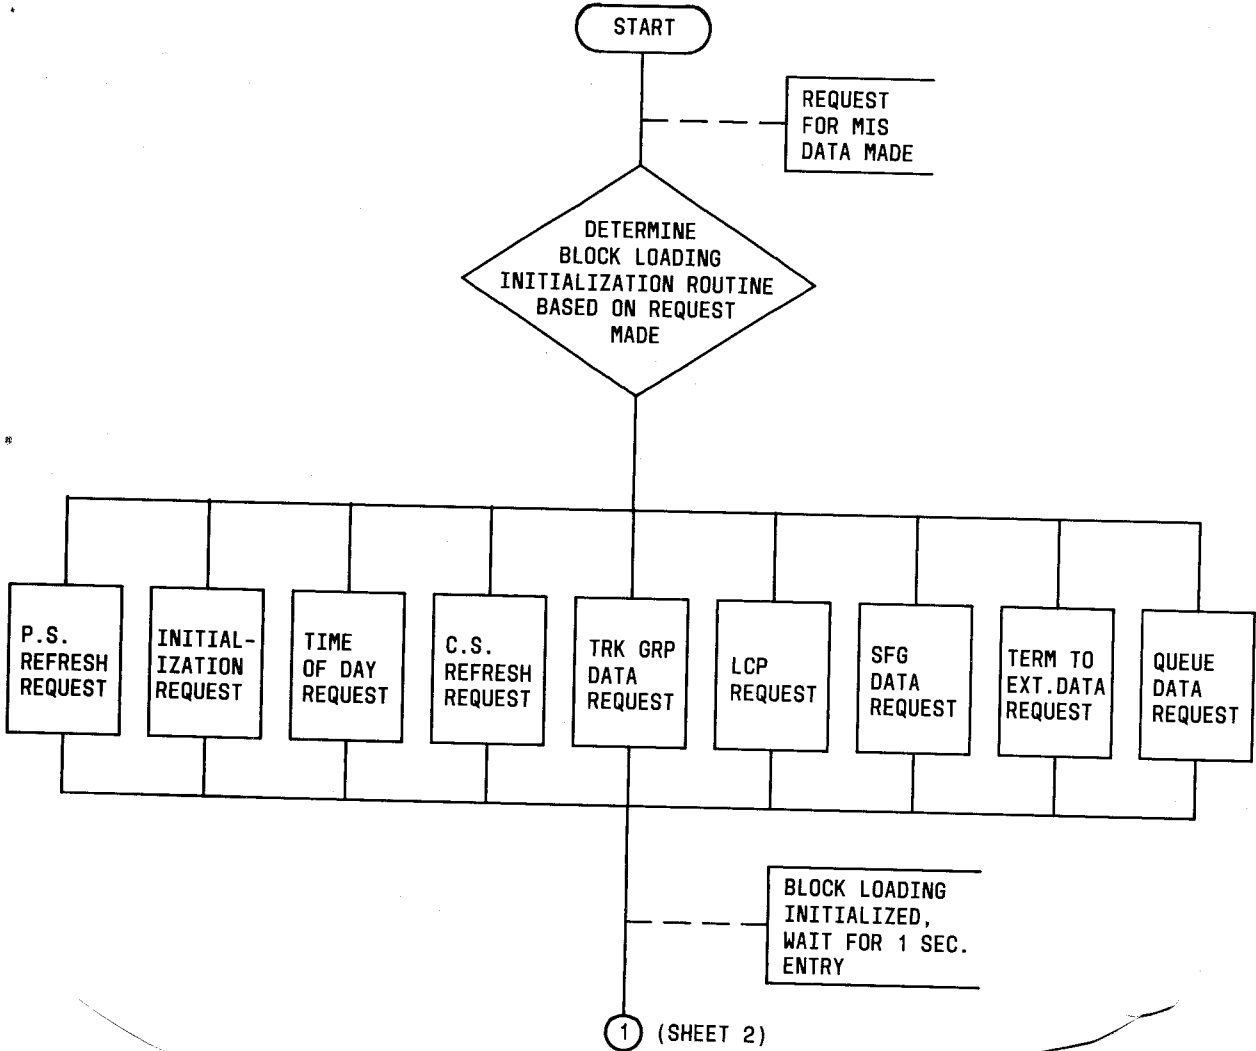 START
REQUEST
FOR MIS
DATA MADE
DETERMINE
BLOCK LOADING
INITIALIZATION ROUTINE
BASED ON REQUEST
MADE
P.S.
REFRESH
REQUEST
INITIAL-
IZATION
REQUEST
TIME
OF DAY
REQUEST
C.S.
REFRESH
REQUEST
TRK GRP
DATA
REQUEST
LCP
REQUEST
SFG
DATA
REQUEST
TERM TO
EXT.DATA
REQUEST
QUEUE
DATA
REQUEST
BLOCK LOADING
INITIALIZED,
WAIT FOR 1 SEC.
ENTRY
1 (SHEET 2)